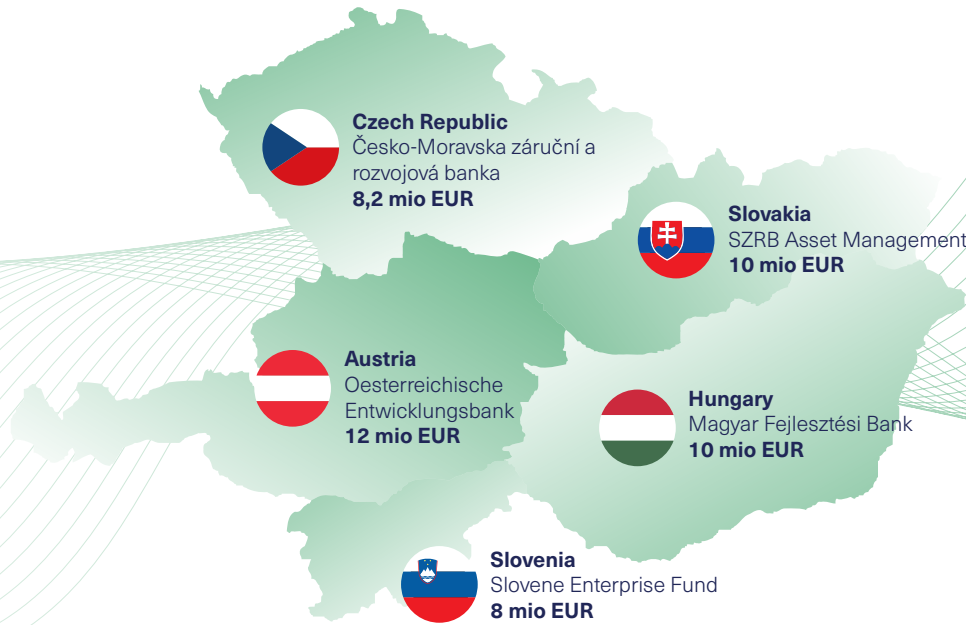 Czech Republic
Česko-Moravska záruční a
rozvojová banka
8,2 mio EUR
Slovakia
SZRB Asset Management
10 mio EUR
Austria
Oesterreichische
Entwicklungsbank
12 mio EUR
Hungary
Magyar Fejlesztési Bank
10 mio EUR
Slovenia
Slovene Enterprise Fund
8 mio EUR